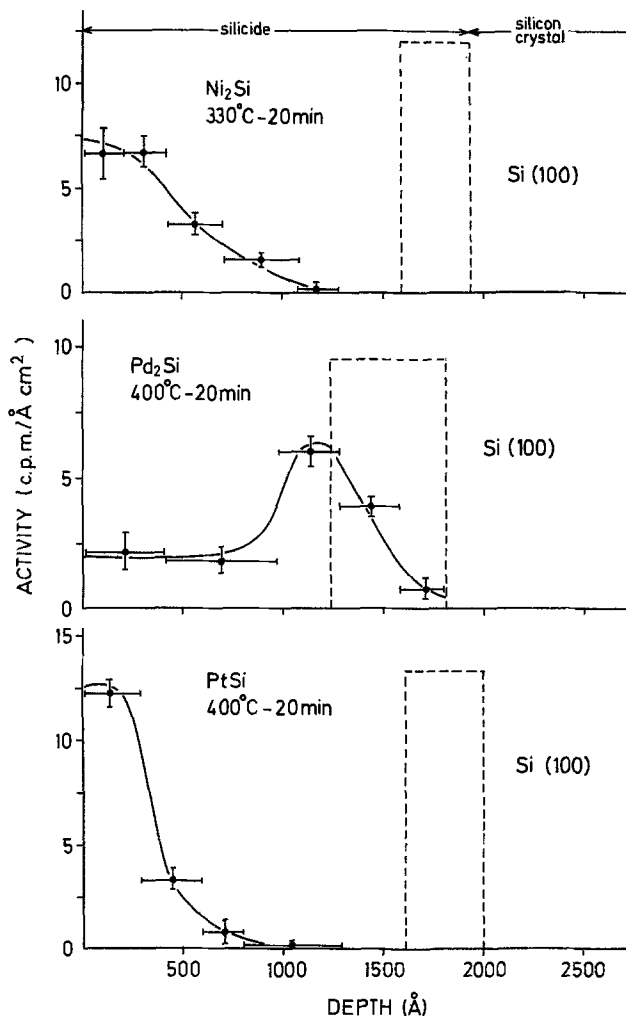 silicide
silicon
crystal
10
5
0
Ni₂Si
330°C-20min
Si (100)
10
5
0
Pd₂Si
400°C-20min
Si (100)
15
10
5
0
PtSi
400°C-20min
Si (100)
500
1000
1500
2000
2500
ACTIVITY (c.p.m./Å cm²)
DEPTH (Å)